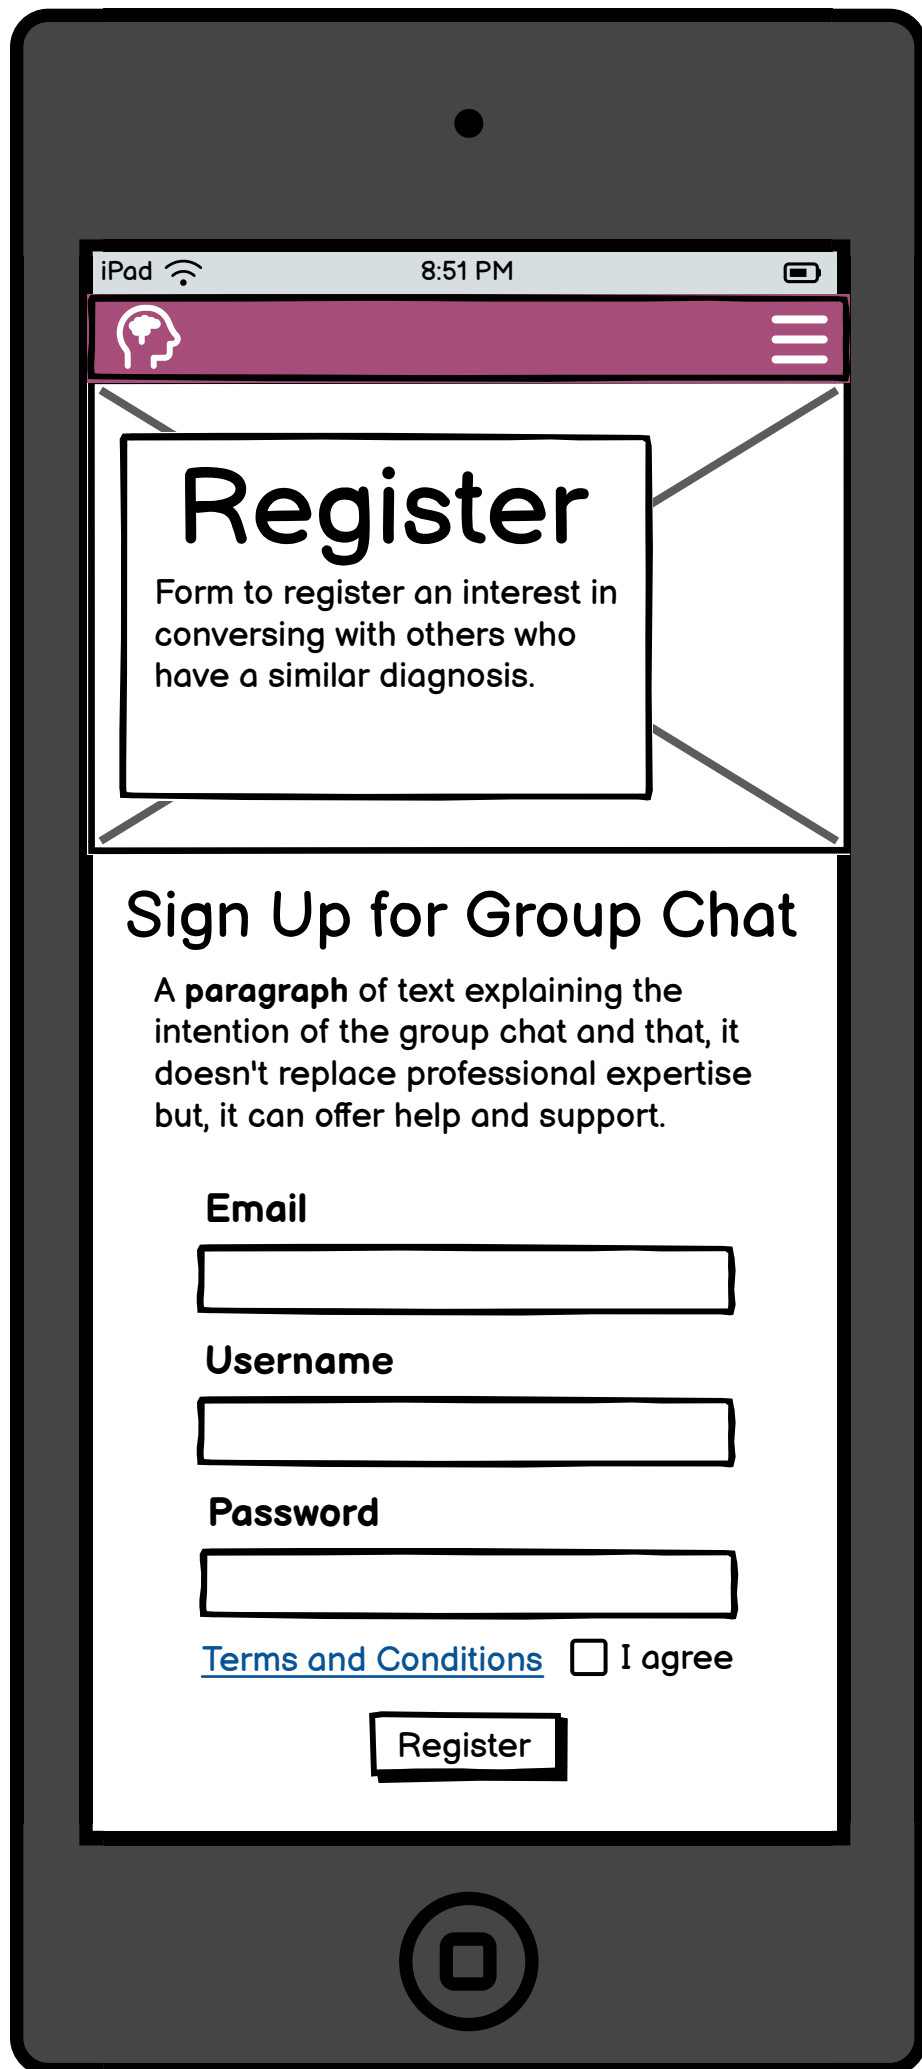 iPad 8:51 PM
Register
Form to register an interest in
conversing with others who
have a similar diagnosis.
Sign Up for Group Chat
A paragraph of text explaining the
intention of the group chat and that, it
doesn't replace professional expertise
but, it can offer help and support.
Email
Username
Password
Terms and Conditions I agree
Register